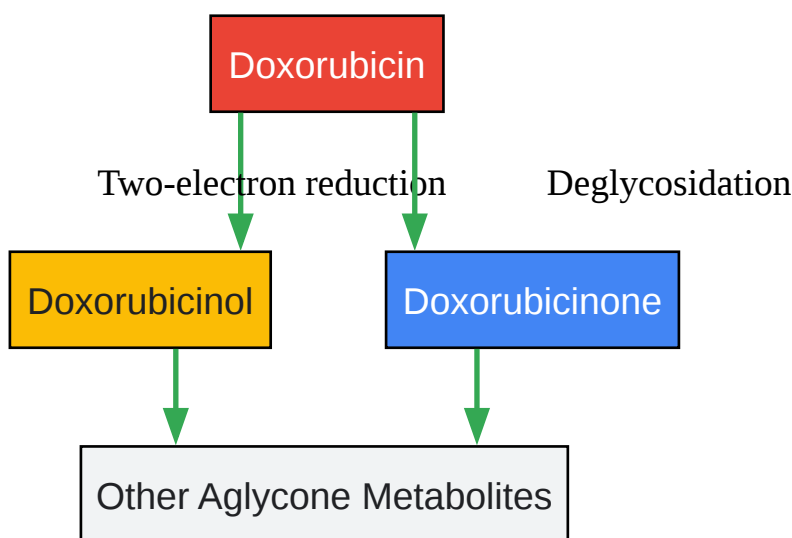 Doxorubicin
Two-electron reduction
Deglycosidation
Doxorubicinol
Doxorubicinone
Other Aglycone Metabolites